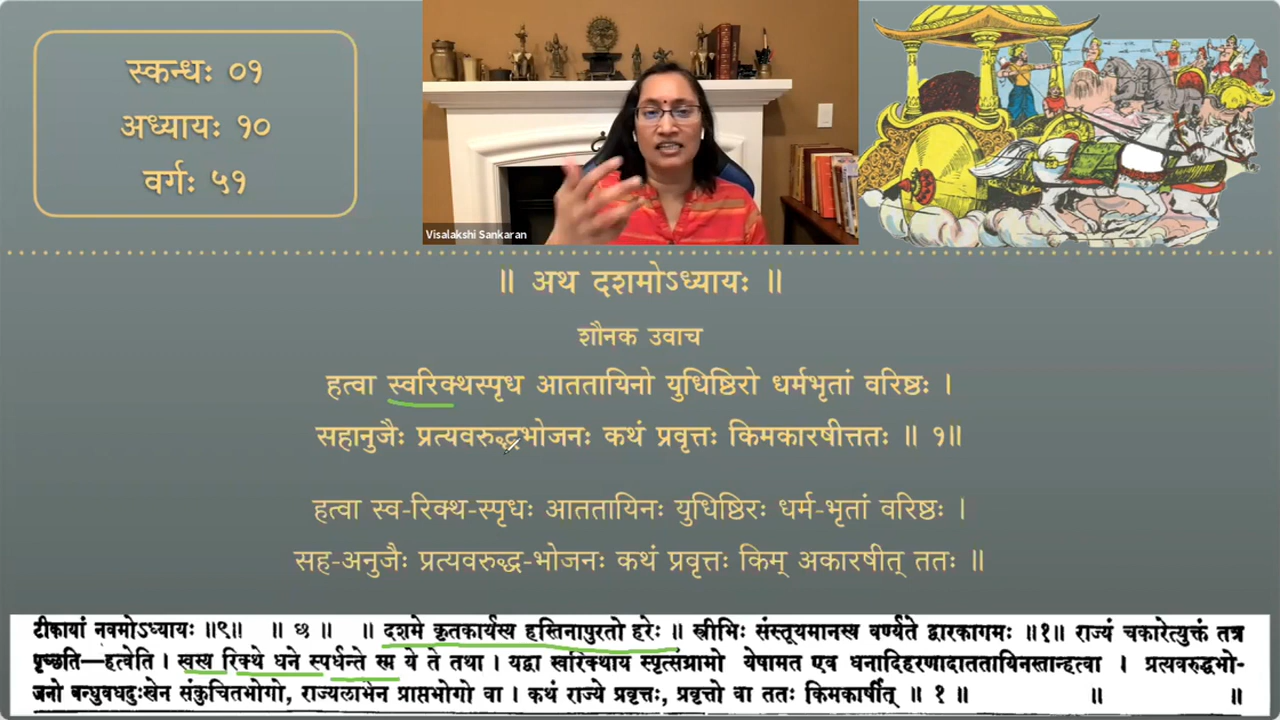 स्कन्धः ०१
अध्यायः १०
वर्गः ५१
Visalakshi Sankaran
॥ अथ दशमोऽध्यायः ॥
शौनक उवाच
हत्वा स्वरिक्थस्पृध आततायिनो युधिष्ठिरो धर्मभृतां वरिष्ठः ।
सहानुजैः प्रत्यवरुद्धभोजनः कथं प्रवृत्तः किमकारषीत्ततः ॥ १॥
हत्वा स्व-रिक्थ-स्पृधः आततायिनः युधिष्ठिरः धर्म-भृतां वरिष्ठः ।
सह-अनुजैः प्रत्यवरुद्ध-भोजनः कथं प्रवृत्तः किम् अकारषीत् ततः ॥
टीकायां नवमोऽध्यायः ॥९॥ ॥ छ ॥ ॥ दशमे कृतकार्यस्य हस्तिनापुरतो हरेः ॥ स्त्रीभिः संस्तूयमानस्य वर्ण्यते द्वारकागमः ॥१॥ राज्यं चकारेत्युक्तं तत्र
पृच्छति—हत्वेति । स्वस्य रिक्थे धने स्पर्धन्ते स्म ये ते तथा । यद्वा स्वरिक्थाय स्पृत्संग्रामो येषामत एव धनादिहरणादाततायिनस्तान्हत्वा । प्रत्यवरुद्धभो-
जनो बन्धुवधदुःखेन संकुचितभोगो, राज्यलाभेन प्राप्तभोगो वा । कथं राज्ये प्रवृत्तः, प्रवृत्तो वा ततः किमकार्षीत् ॥ १ ॥ ॥ ॥